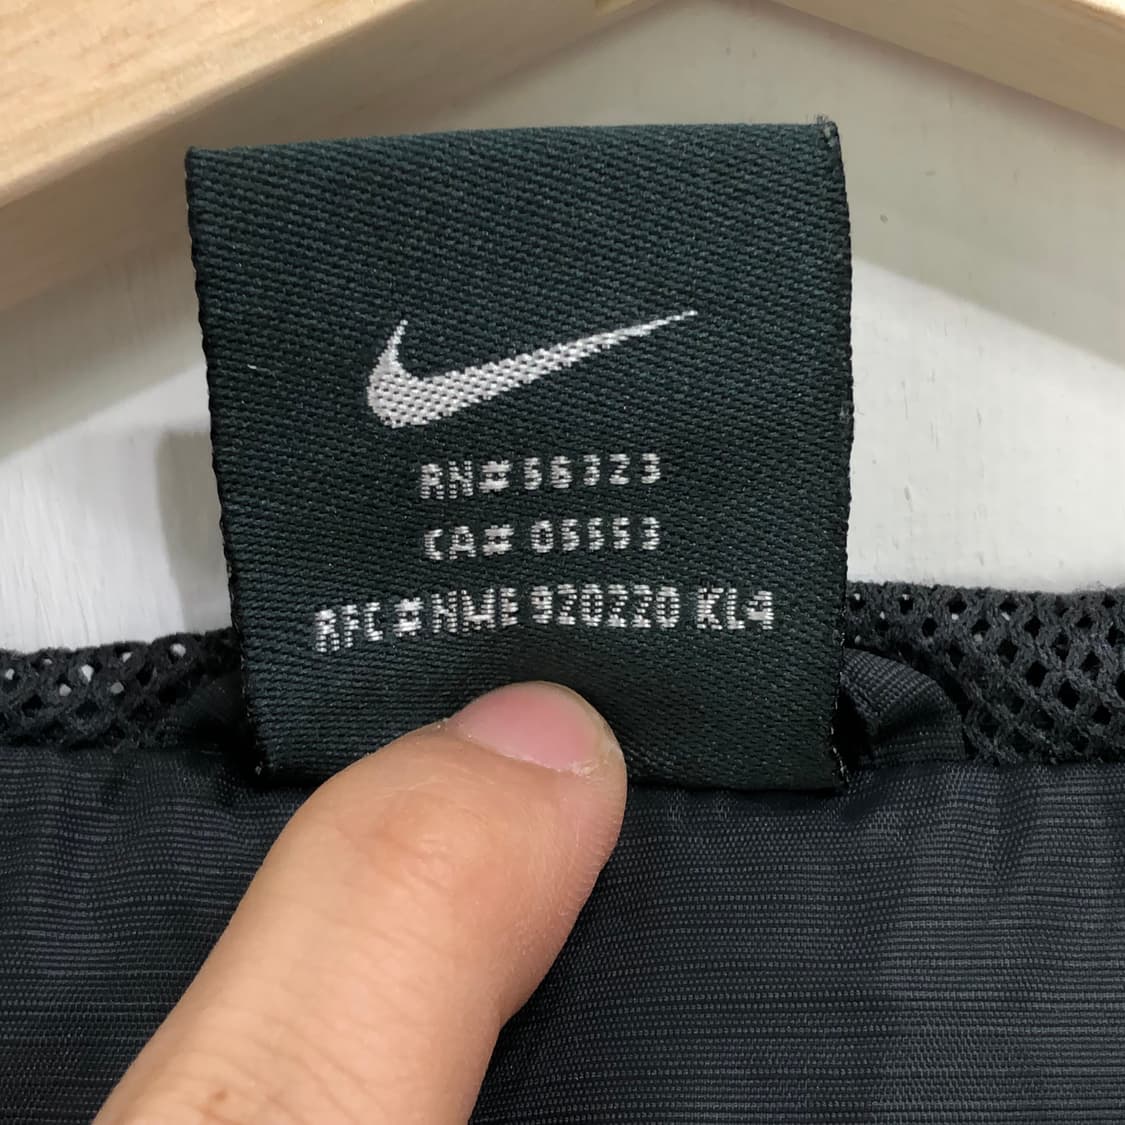 RN# 56323
CA# 05553
RFC # NME 920220 KL4